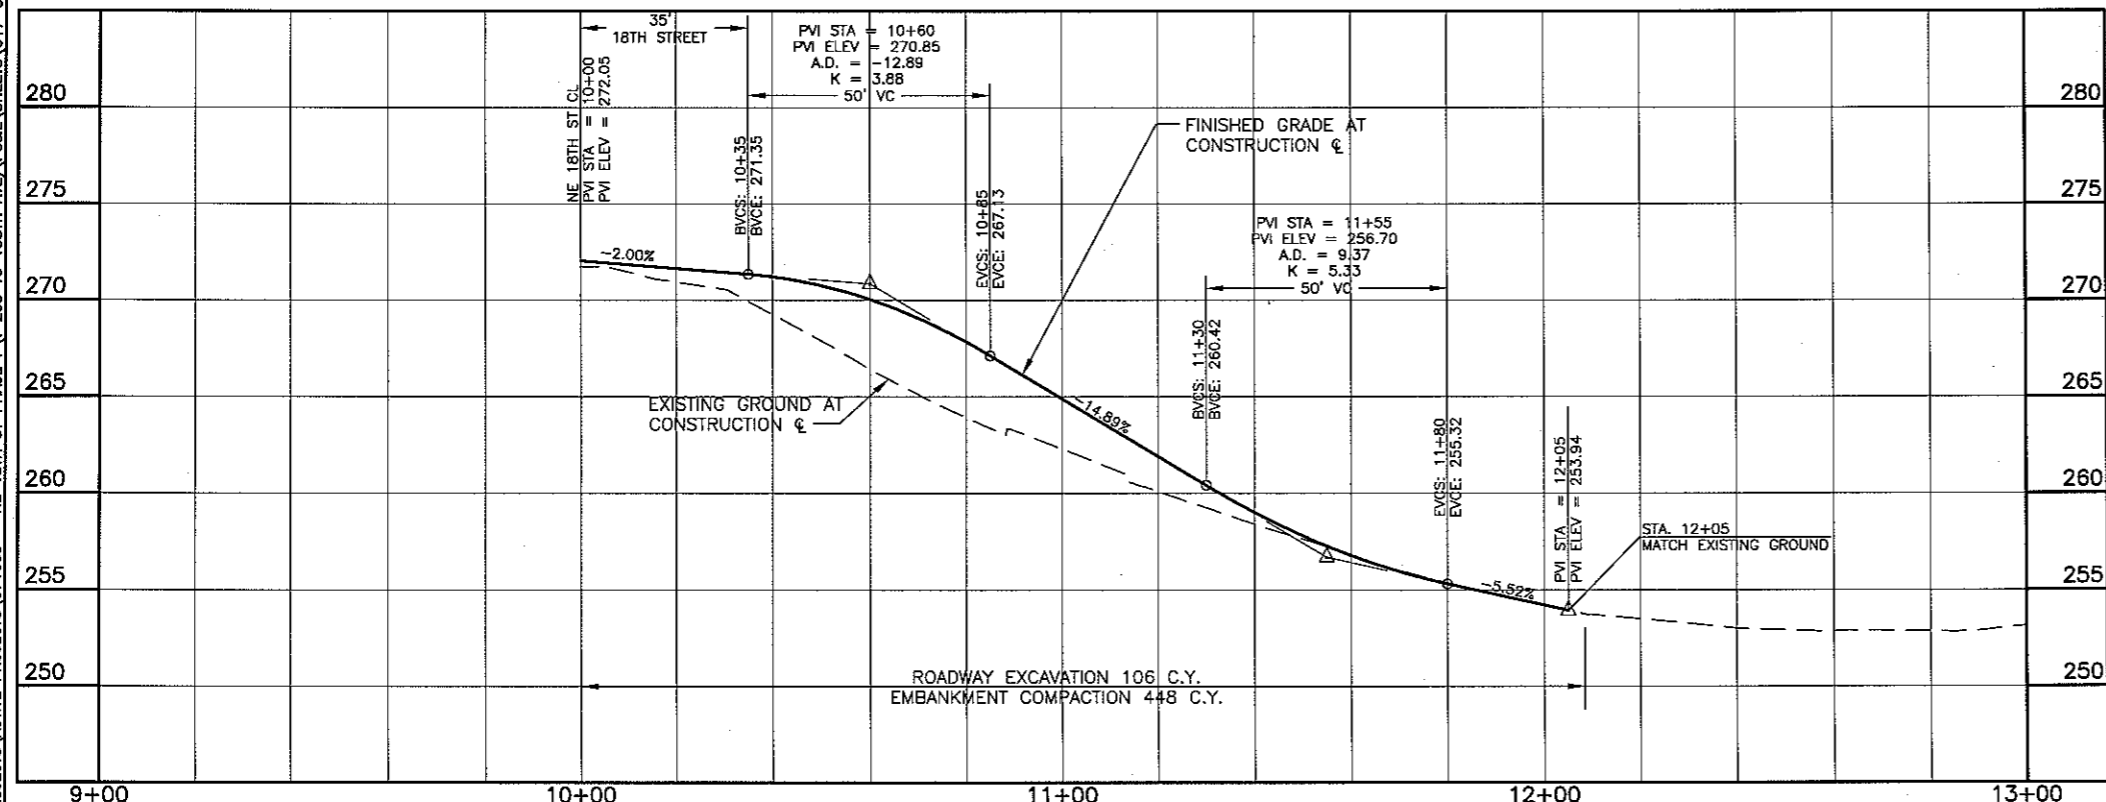 35'
18TH STREET
PVI STA = 10+60
PVI ELEV = 270.85
A.D. = -12.89
K = 3.88
50' VC
NE 18TH ST CL
PVI STA = 10+00
PVI ELEV = 272.05
BVCS: 10+35
BVCE: 271.35
EVCS: 10+85
EVCE: 267.13
FINISHED GRADE AT
CONSTRUCTION ℄
PVI STA = 11+55
PVI ELEV = 256.70
A.D. = 9.37
K = 5.33
50' VC
BVCS: 11+30
BVCE: 260.42
EVCS: 11+80
EVCE: 255.32
PVI STA = 12+05
PVI ELEV = 253.94
STA. 12+05
MATCH EXISTING GROUND
-2.00%
-14.89%
-5.52%
EXISTING GROUND AT
CONSTRUCTION ℄
ROADWAY EXCAVATION 106 C.Y.
EMBANKMENT COMPACTION 448 C.Y.
280
275
270
265
260
255
250
280
275
270
265
260
255
250
9+00
10+00
11+00
12+00
13+00